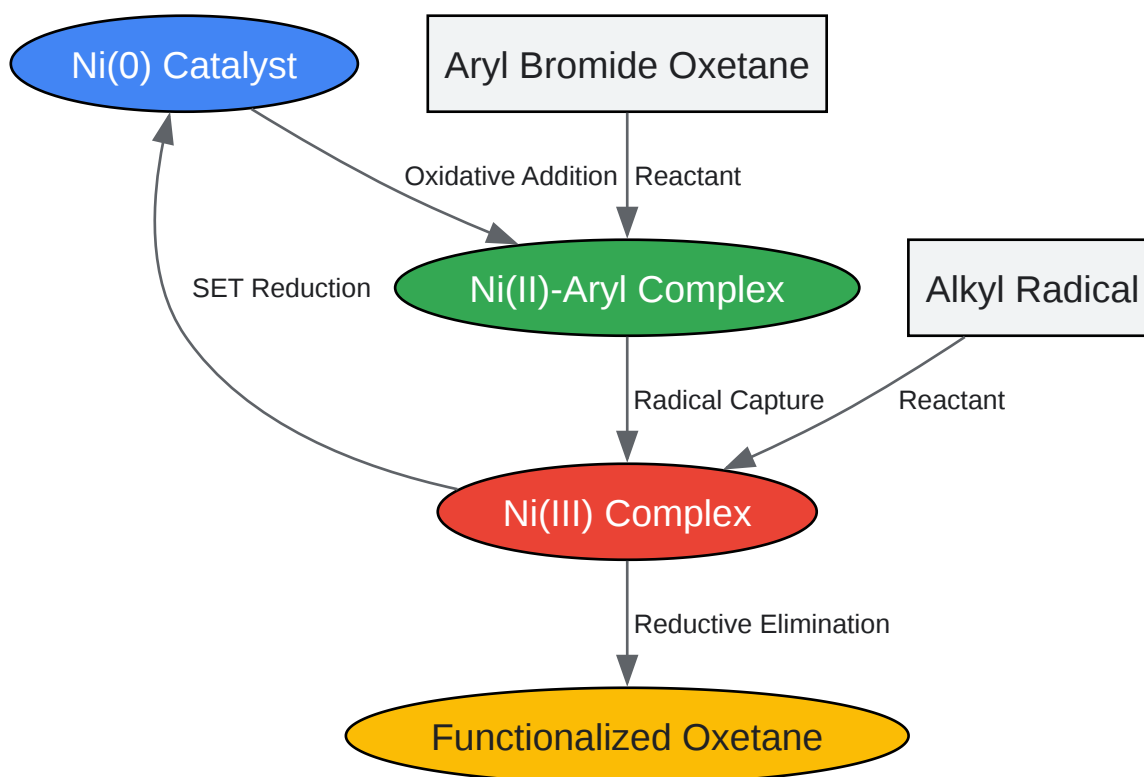 Ni(0) Catalyst
Aryl Bromide Oxetane
Oxidative Addition
Reactant
Ni(II)-Aryl Complex
Alkyl Radical
SET Reduction
Radical Capture
Reactant
Ni(III) Complex
Reductive Elimination
Functionalized Oxetane